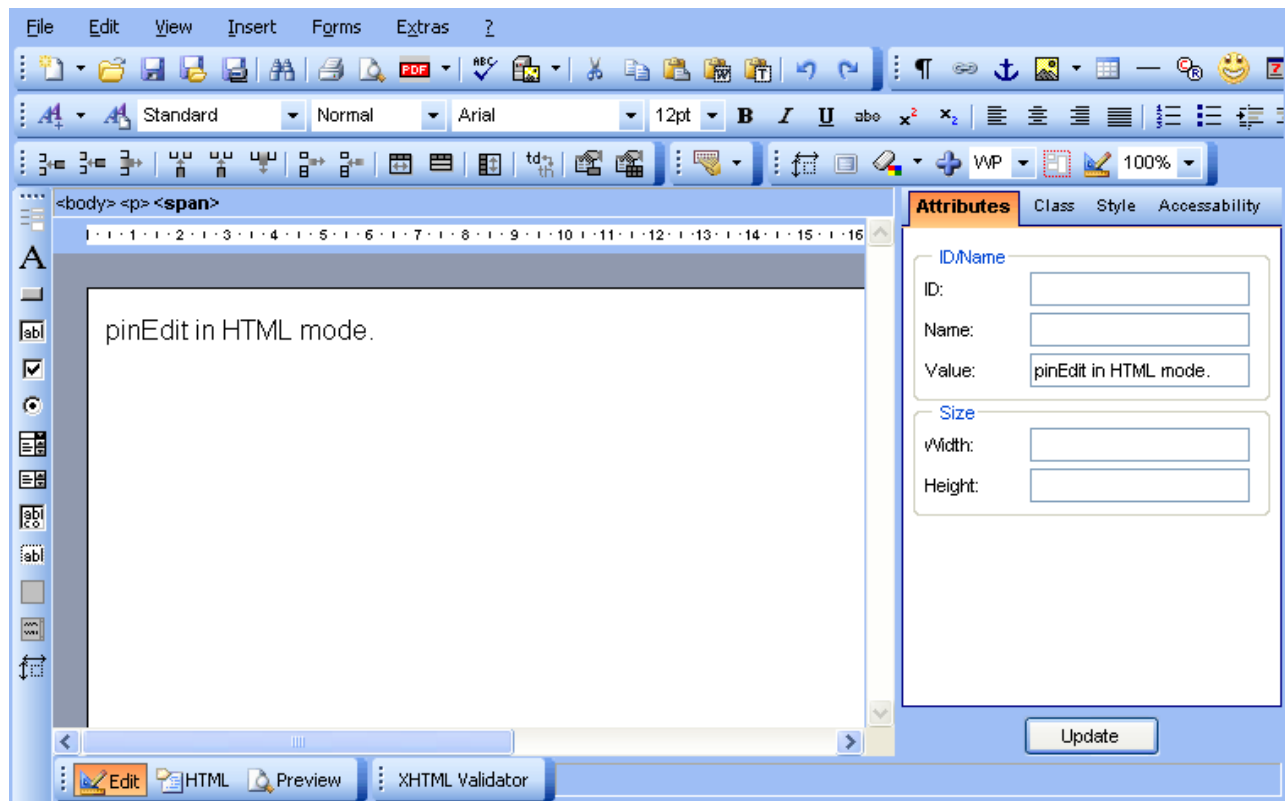 File Edit View Insert Forms Extras ?
PDF ABC W T Z
Standard Normal Arial 12pt B I U abc x² x₂
td th WP 100%
<body> <p> <span>
Attributes Class Style Accessability
1 2 3 4 5 6 7 8 9 10 11 12 13 14 15 16
A
abl
abl
pinEdit in HTML mode.
ID/Name
ID:
Name:
Value: pinEdit in HTML mode.
Size
Width:
Height:
Update
Edit HTML Preview XHTML Validator